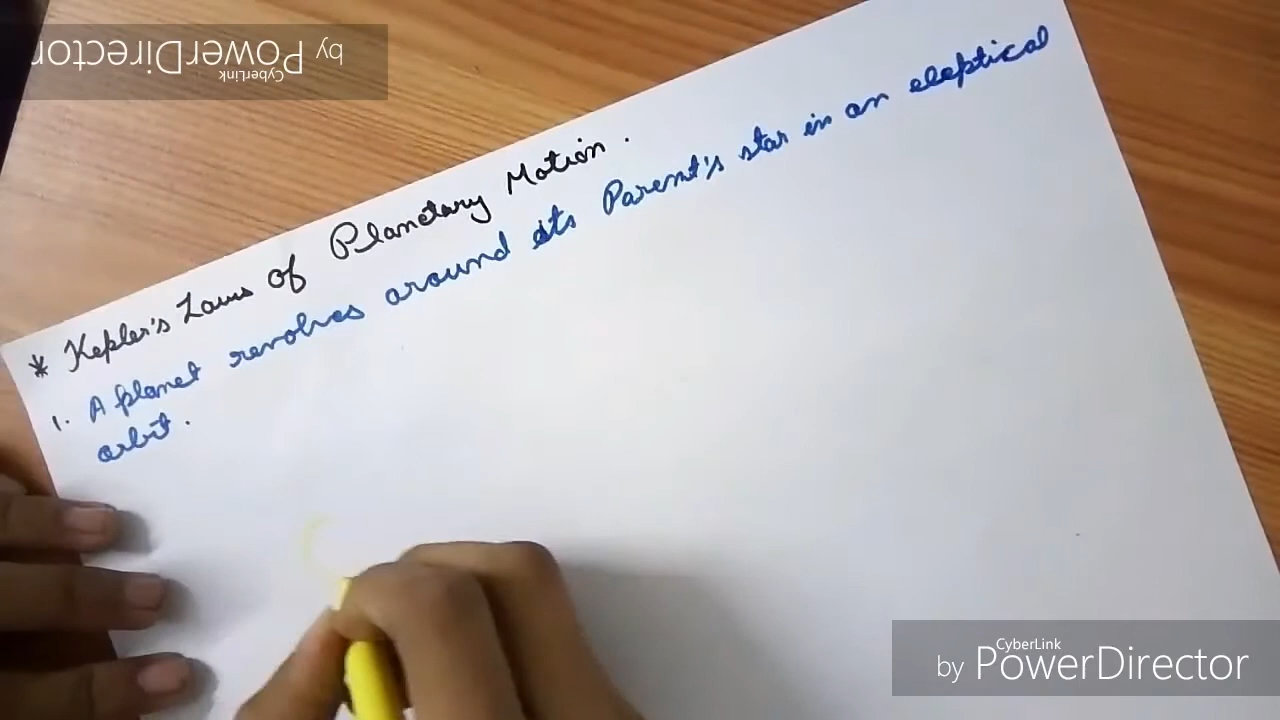 CyberLink
by PowerDirector
* Kepler's Laws Of Planetary Motion.
1. A planet revolves around its Parent's star in an eleptical
orbit.
CyberLink
by PowerDirector